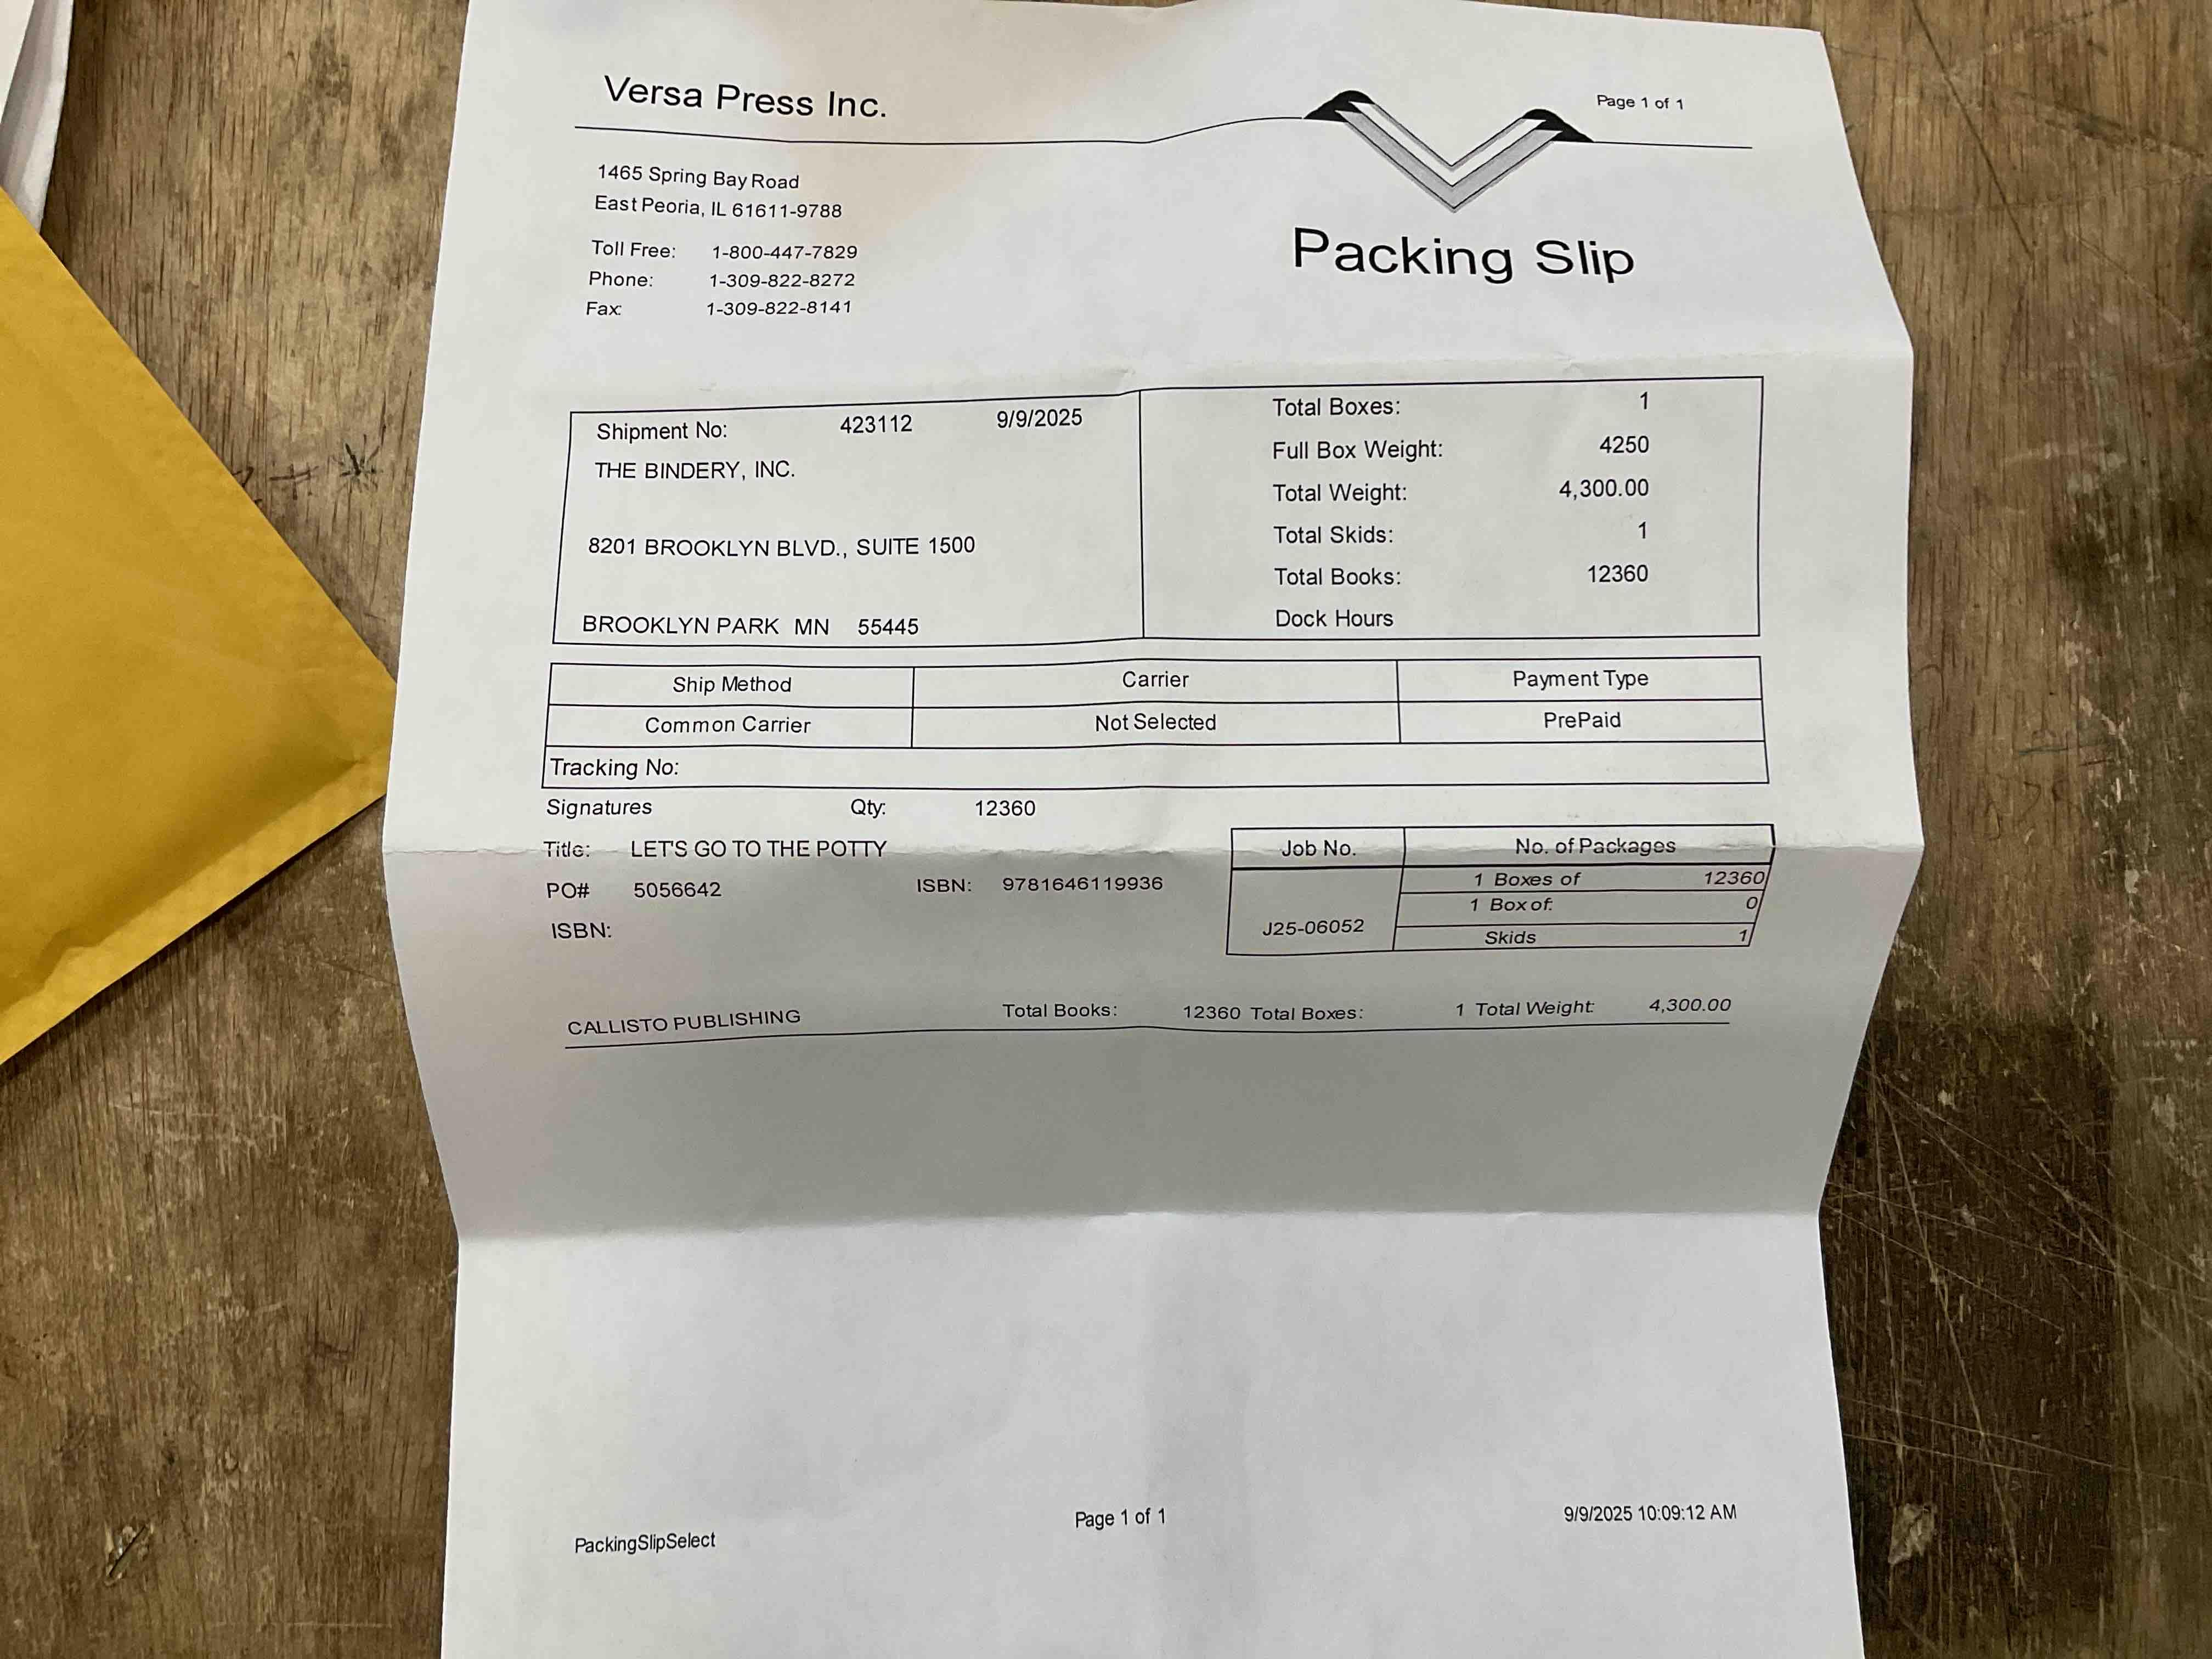 Versa Press Inc.
Page 1 of 1
1465 Spring Bay Road
East Peoria, IL 61611-9788
Toll Free: 1-800-447-7829
Phone: 1-309-822-8272
Fax: 1-309-822-8141
Packing Slip
Shipment No: 423112 9/9/2025
THE BINDERY, INC.
8201 BROOKLYN BLVD., SUITE 1500
BROOKLYN PARK MN 55445
Total Boxes: 1
Full Box Weight: 4250
Total Weight: 4,300.00
Total Skids: 1
Total Books: 12360
Dock Hours
Ship Method Carrier Payment Type
Common Carrier Not Selected PrePaid
Tracking No:
Signatures Qty: 12360
Title: LET'S GO TO THE POTTY
PO# 5056642 ISBN: 9781646119936
ISBN:
Job No. No. of Packages
1 Boxes of 12360
1 Box of: 0
J25-06052
Skids 1
CALLISTO PUBLISHING Total Books: 12360 Total Boxes: 1 Total Weight: 4,300.00
PackingSlipSelect Page 1 of 1 9/9/2025 10:09:12 AM